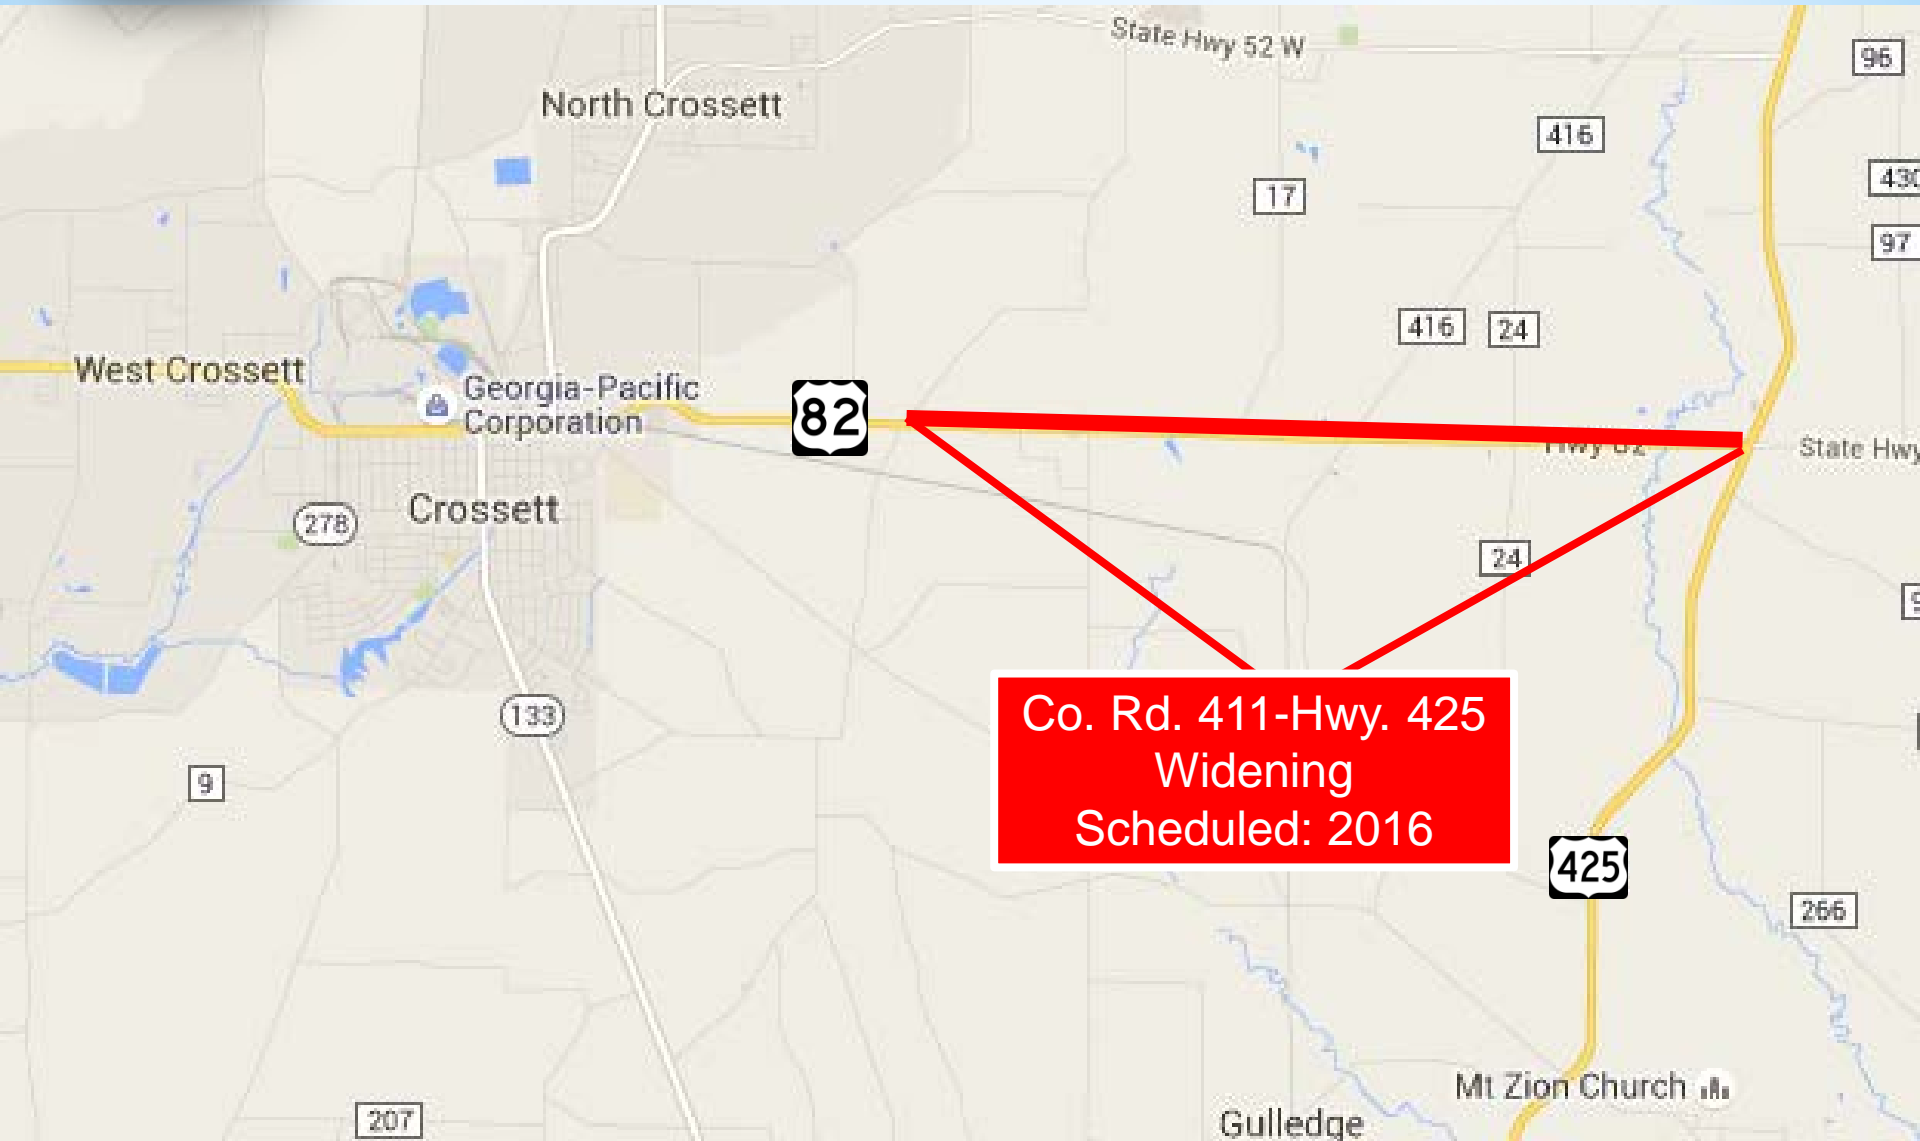 State Hwy 52 W
96
North Crossett
416
17
430
97
416
24
West Crossett
Georgia-Pacific
Corporation
82
State Hwy
278
Crossett
24
133
Co. Rd. 411-Hwy. 425
Widening
Scheduled: 2016
9
425
266
Mt Zion Church
207
Gulledge